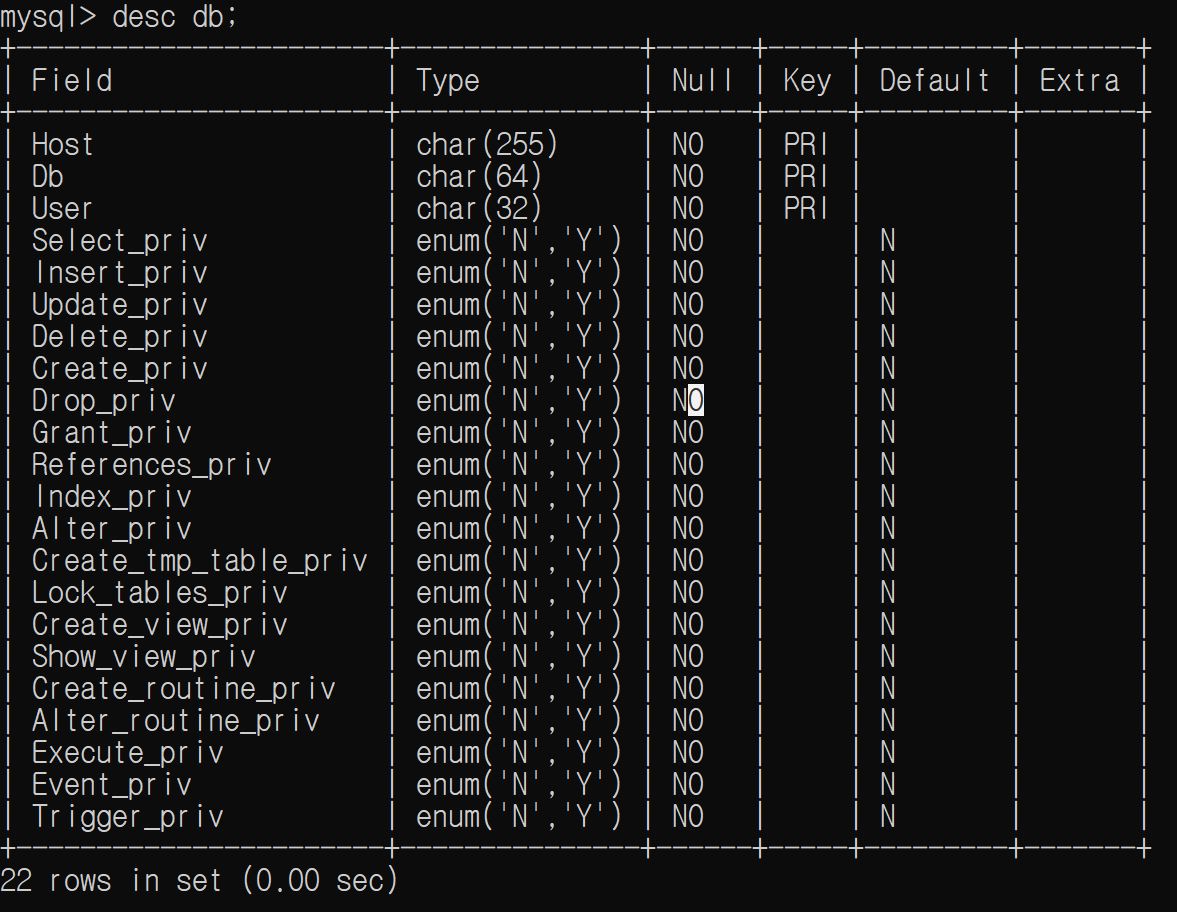 mysql> desc db;
+-----------------------+---------------+------+-----+---------+-------+
| Field                 | Type          | Null | Key | Default | Extra |
+-----------------------+---------------+------+-----+---------+-------+
| Host                  | char(255)     | NO   | PRI |         |       |
| Db                    | char(64)      | NO   | PRI |         |       |
| User                  | char(32)      | NO   | PRI |         |       |
| Select_priv           | enum('N','Y') | NO   |     | N       |       |
| Insert_priv           | enum('N','Y') | NO   |     | N       |       |
| Update_priv           | enum('N','Y') | NO   |     | N       |       |
| Delete_priv           | enum('N','Y') | NO   |     | N       |       |
| Create_priv           | enum('N','Y') | NO   |     | N       |       |
| Drop_priv             | enum('N','Y') | NO   |     | N       |       |
| Grant_priv            | enum('N','Y') | NO   |     | N       |       |
| References_priv       | enum('N','Y') | NO   |     | N       |       |
| Index_priv            | enum('N','Y') | NO   |     | N       |       |
| Alter_priv            | enum('N','Y') | NO   |     | N       |       |
| Create_tmp_table_priv | enum('N','Y') | NO   |     | N       |       |
| Lock_tables_priv      | enum('N','Y') | NO   |     | N       |       |
| Create_view_priv      | enum('N','Y') | NO   |     | N       |       |
| Show_view_priv        | enum('N','Y') | NO   |     | N       |       |
| Create_routine_priv   | enum('N','Y') | NO   |     | N       |       |
| Alter_routine_priv    | enum('N','Y') | NO   |     | N       |       |
| Execute_priv          | enum('N','Y') | NO   |     | N       |       |
| Event_priv            | enum('N','Y') | NO   |     | N       |       |
| Trigger_priv          | enum('N','Y') | NO   |     | N       |       |
+-----------------------+---------------+------+-----+---------+-------+
22 rows in set (0.00 sec)